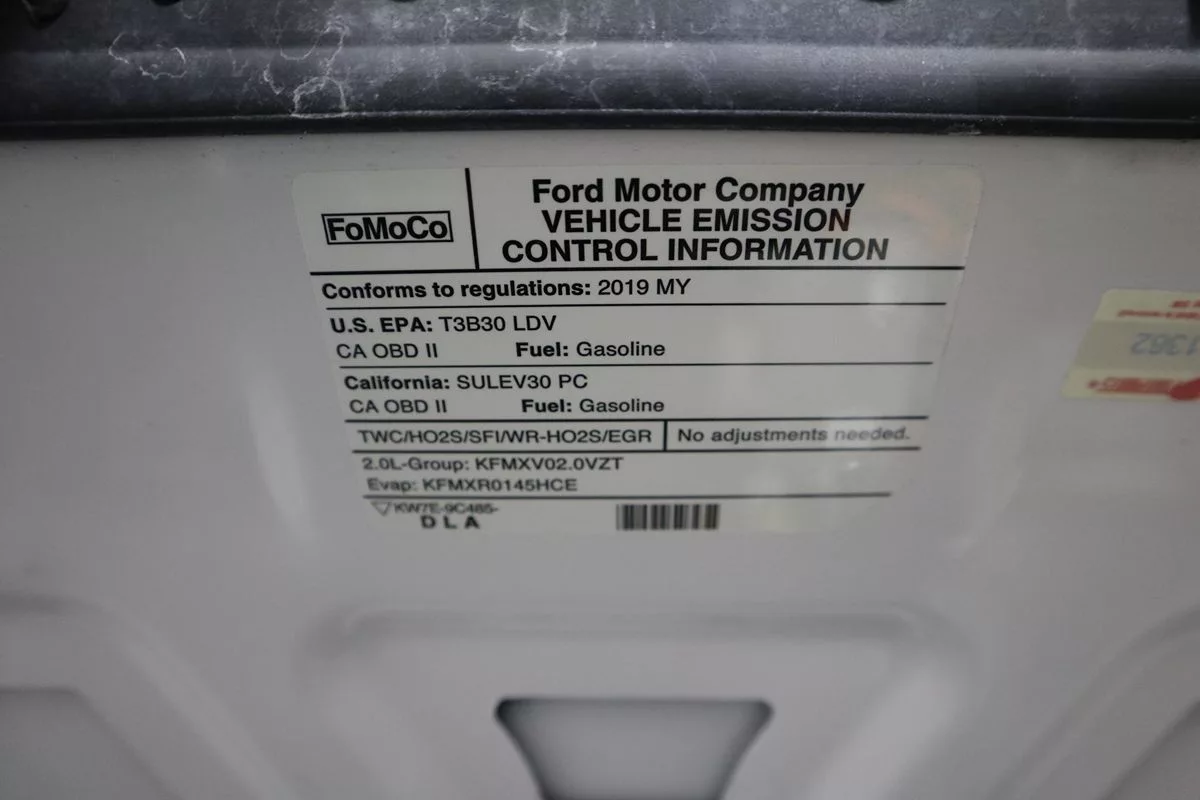 FoMoCo
Ford Motor Company
VEHICLE EMISSION
CONTROL INFORMATION
Conforms to regulations: 2019 MY
U.S. EPA: T3B30 LDV
CA OBD II Fuel: Gasoline
California: SULEV30 PC
CA OBD II Fuel: Gasoline
TWC/HO2S/SFI/WR-HO2S/EGR No adjustments needed.
2.0L-Group: KFMXV02.0VZT
Evap: KFMXR0145HCE
KW7E-9C485-
DLA
1362